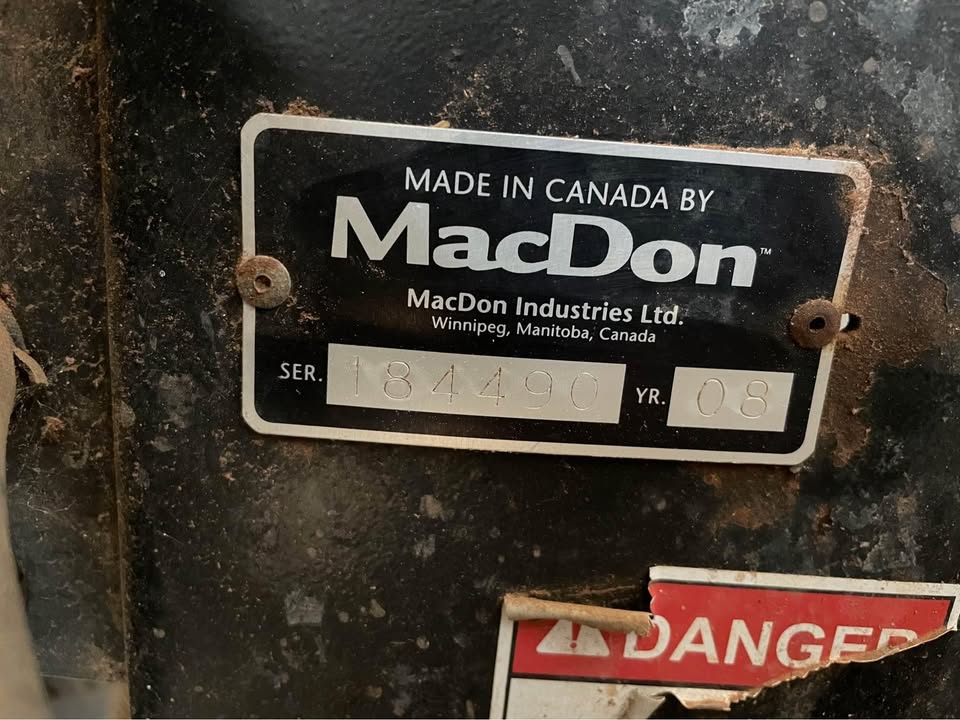 MADE IN CANADA BY
MacDon™
MacDon Industries Ltd.
Winnipeg, Manitoba, Canada
SER. 184490 YR. 08
DANGER